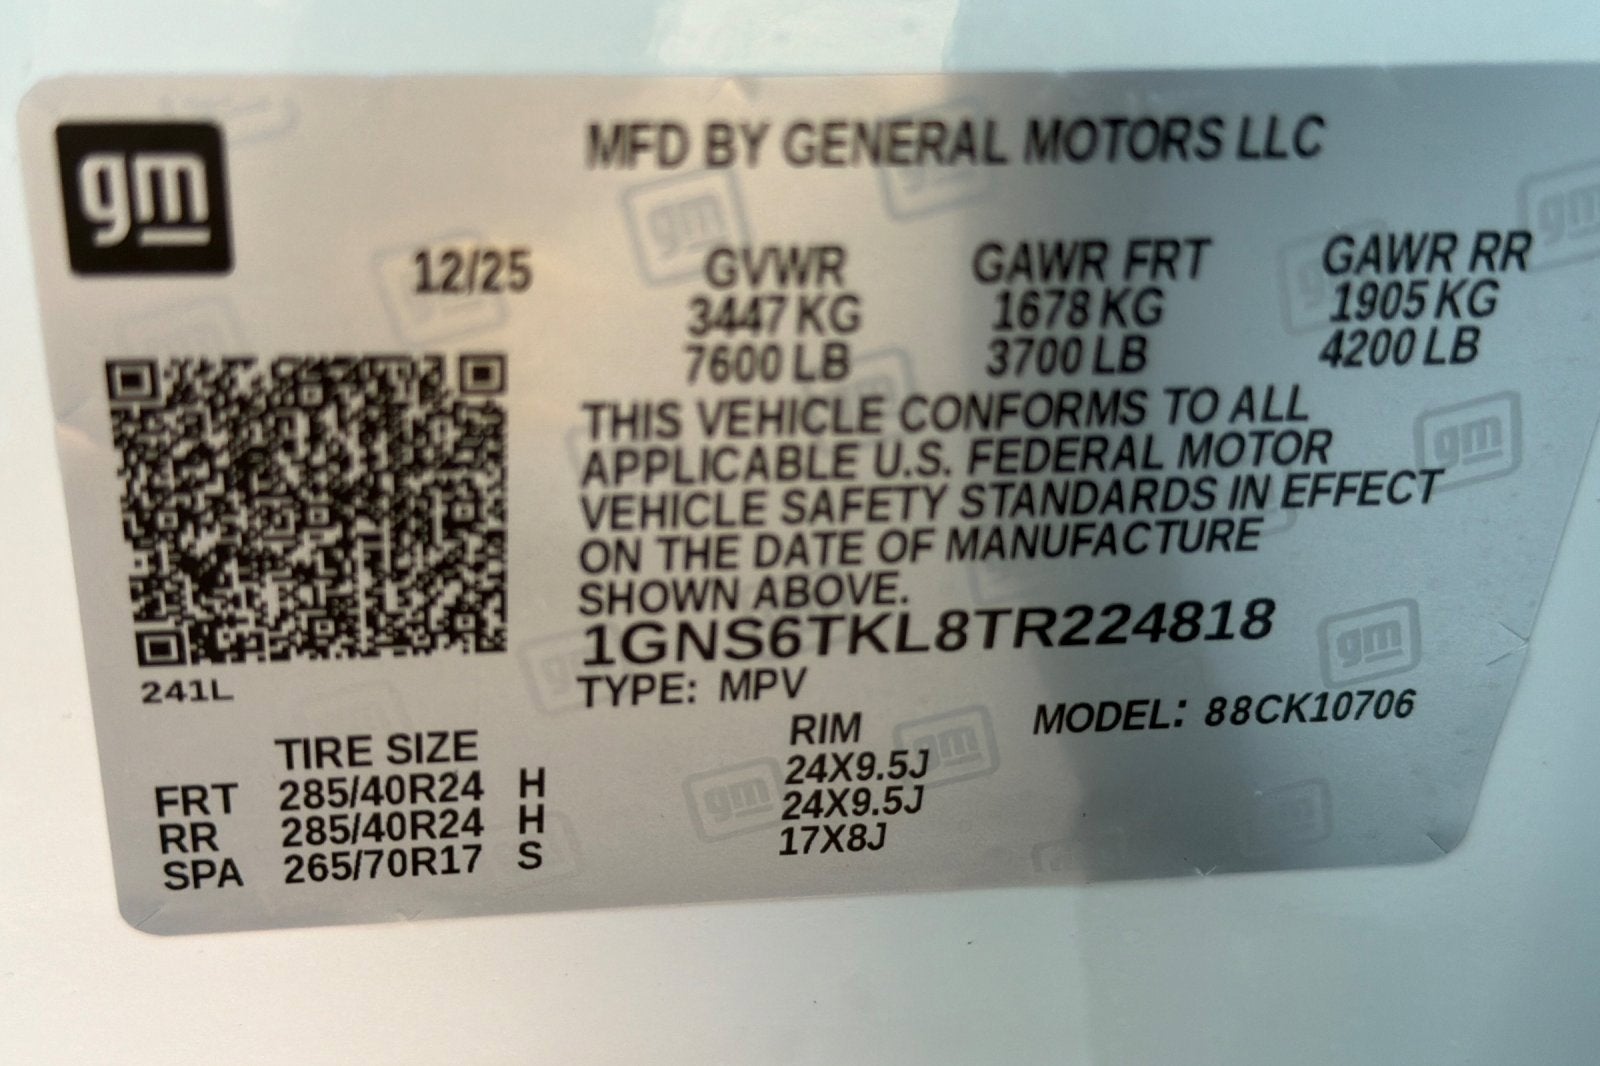 gm
MFD BY GENERAL MOTORS LLC
12/25
GVWR GAWR FRT GAWR RR
3447 KG 1678 KG 1905 KG
7600 LB 3700 LB 4200 LB
THIS VEHICLE CONFORMS TO ALL
APPLICABLE U.S. FEDERAL MOTOR
VEHICLE SAFETY STANDARDS IN EFFECT
ON THE DATE OF MANUFACTURE
SHOWN ABOVE.
1GNS6TKL8TR224818
241L
TYPE: MPV MODEL: 88CK10706
TIRE SIZE RIM
FRT 285/40R24 H 24X9.5J
RR 285/40R24 H 24X9.5J
SPA 265/70R17 S 17X8J